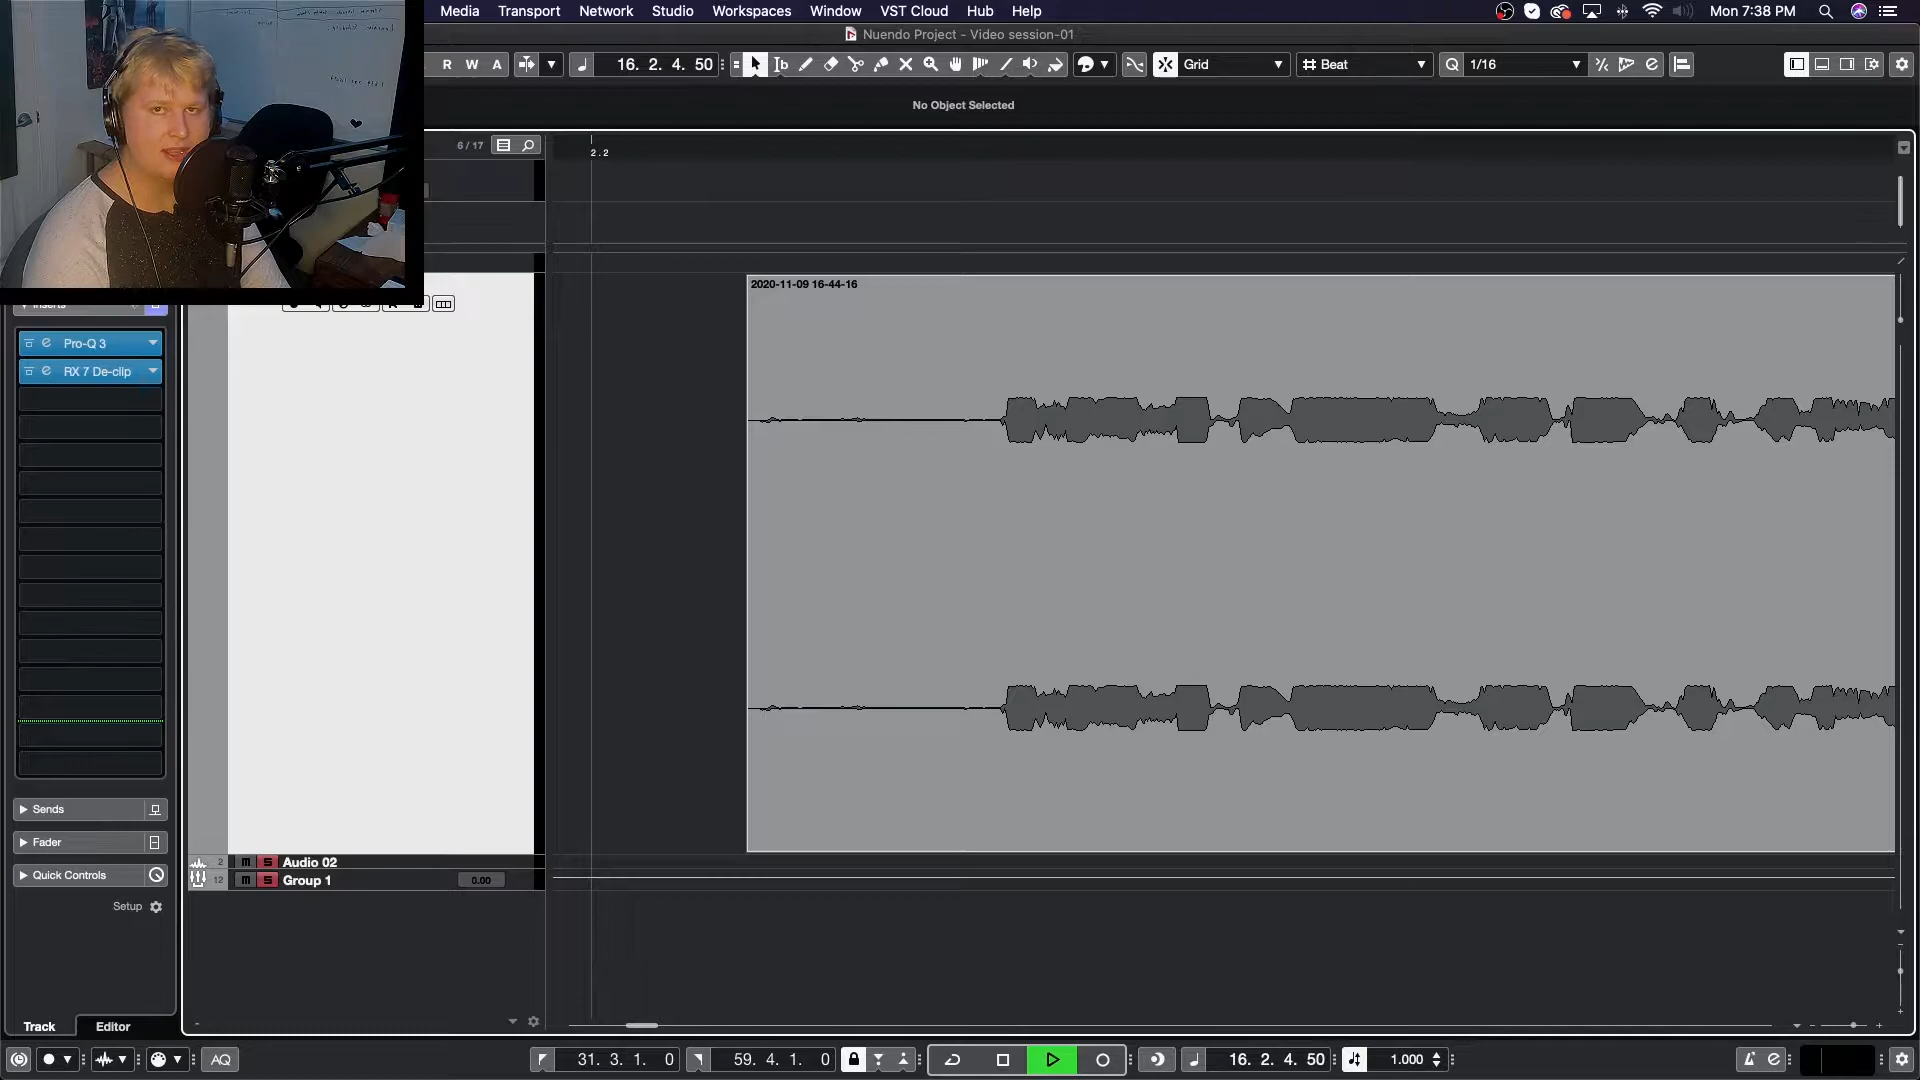 Media Transport Network Studio Workspaces Window VST Cloud Hub Help Mon 7:38 PM
Nuendo Project - Video session-01
R W A 16. 2. 4. 50 Grid Beat Q 1/16
No Object Selected
6 / 17
2.2
2020-11-09 16-44-16
Inserts
Pro-Q 3
RX 7 De-clip
Sends
Fader
Quick Controls
Setup
2 m S Audio 02
12 m S Group 1 0.00
Track Editor
AQ 31. 3. 1. 0 59. 4. 1. 0 16. 2. 4. 50 1.000